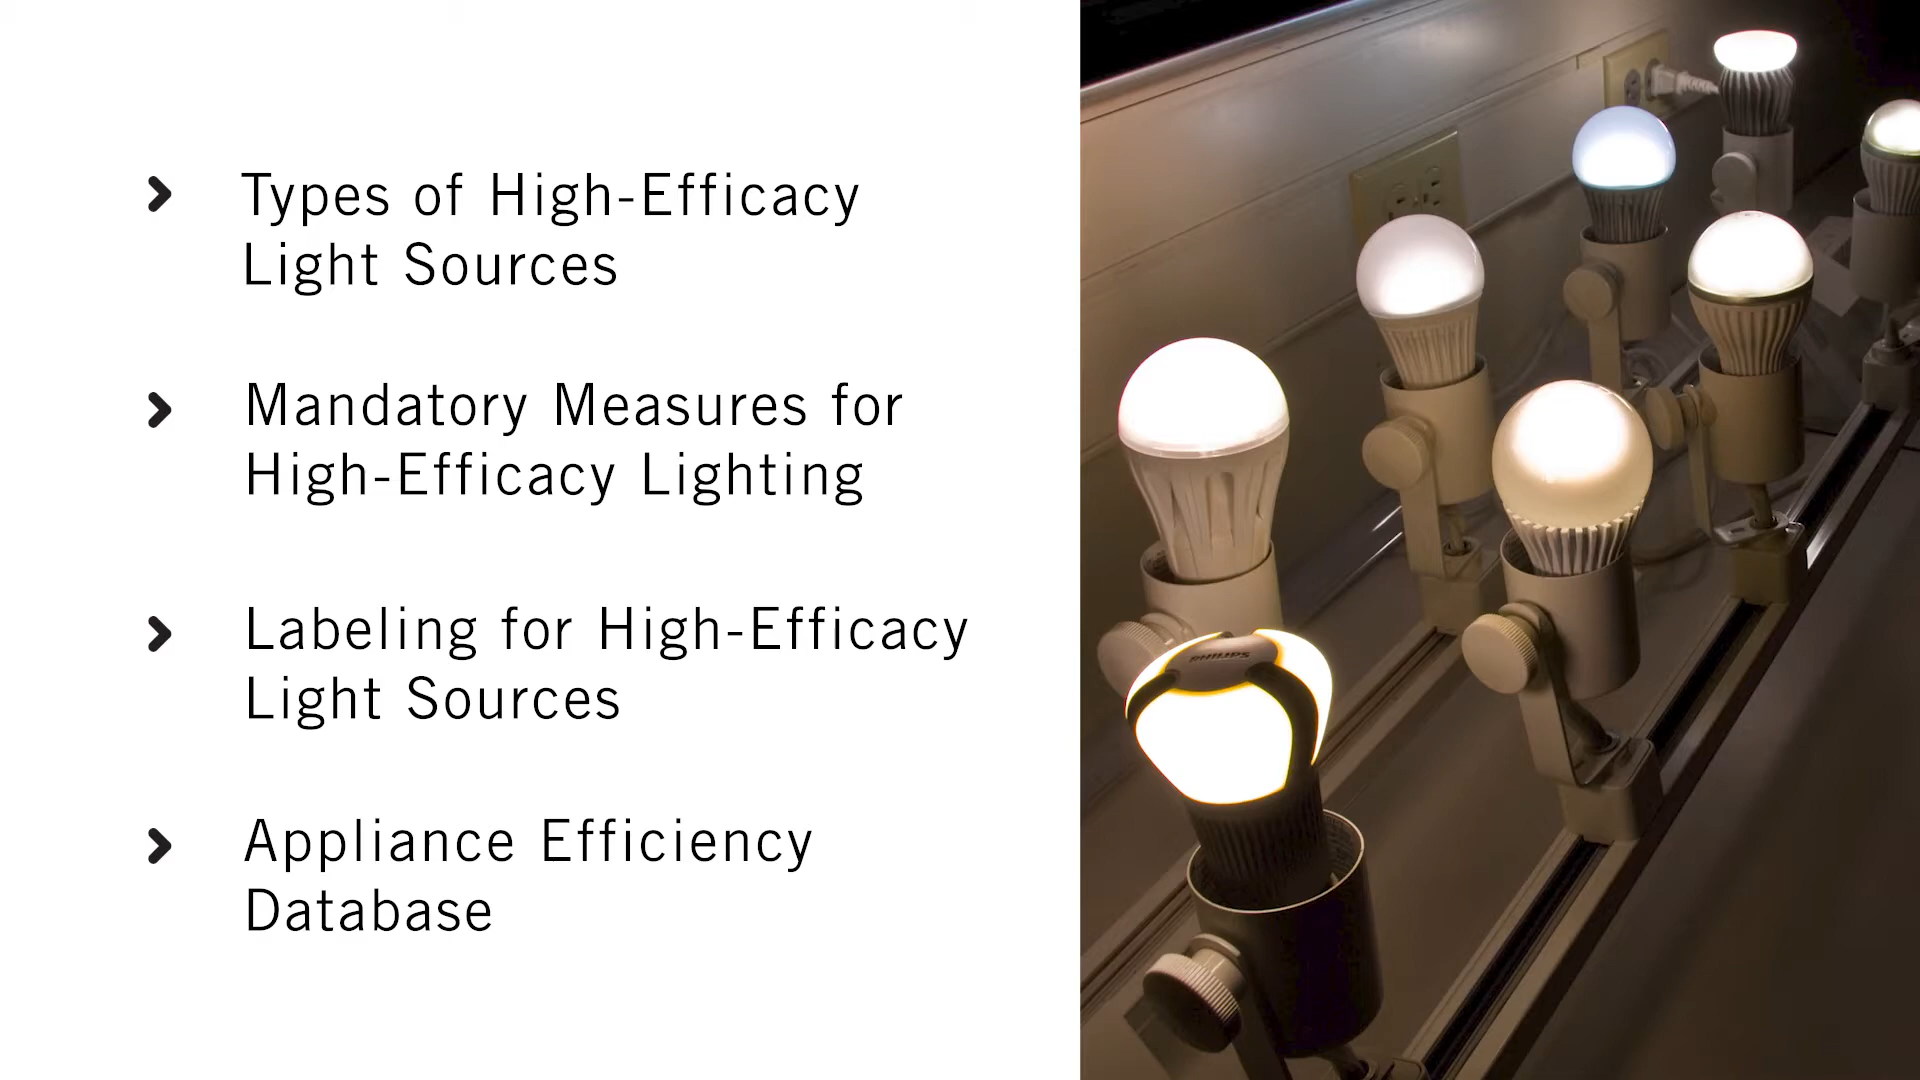 Types of High-Efficacy
Light Sources
Mandatory Measures for
High-Efficacy Lighting
Labeling for High-Efficacy
Light Sources
Appliance Efficiency
Database
PHILIPS